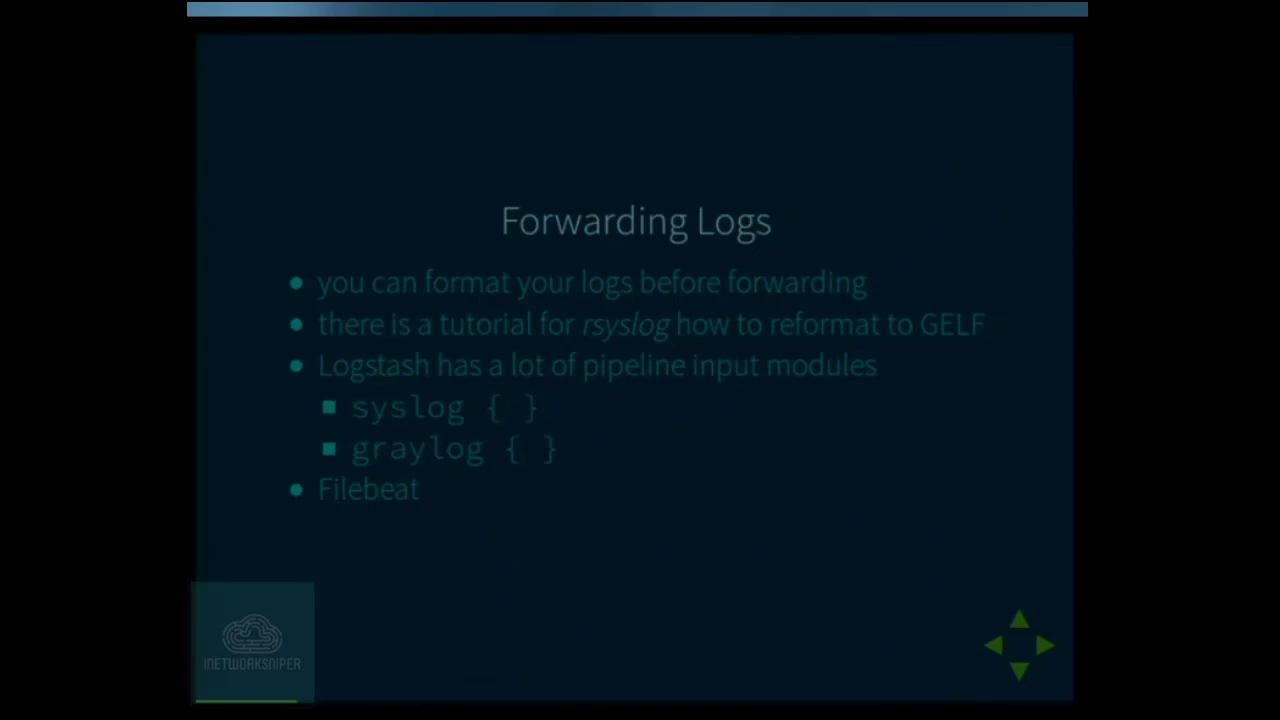 Forwarding Logs
you can format your logs before forwarding
there is a tutorial for rsyslog how to reformat to GELF
Logstash has a lot of pipeline input modules
syslog { }
graylog { }
Filebeat
INETWORKSNIPER